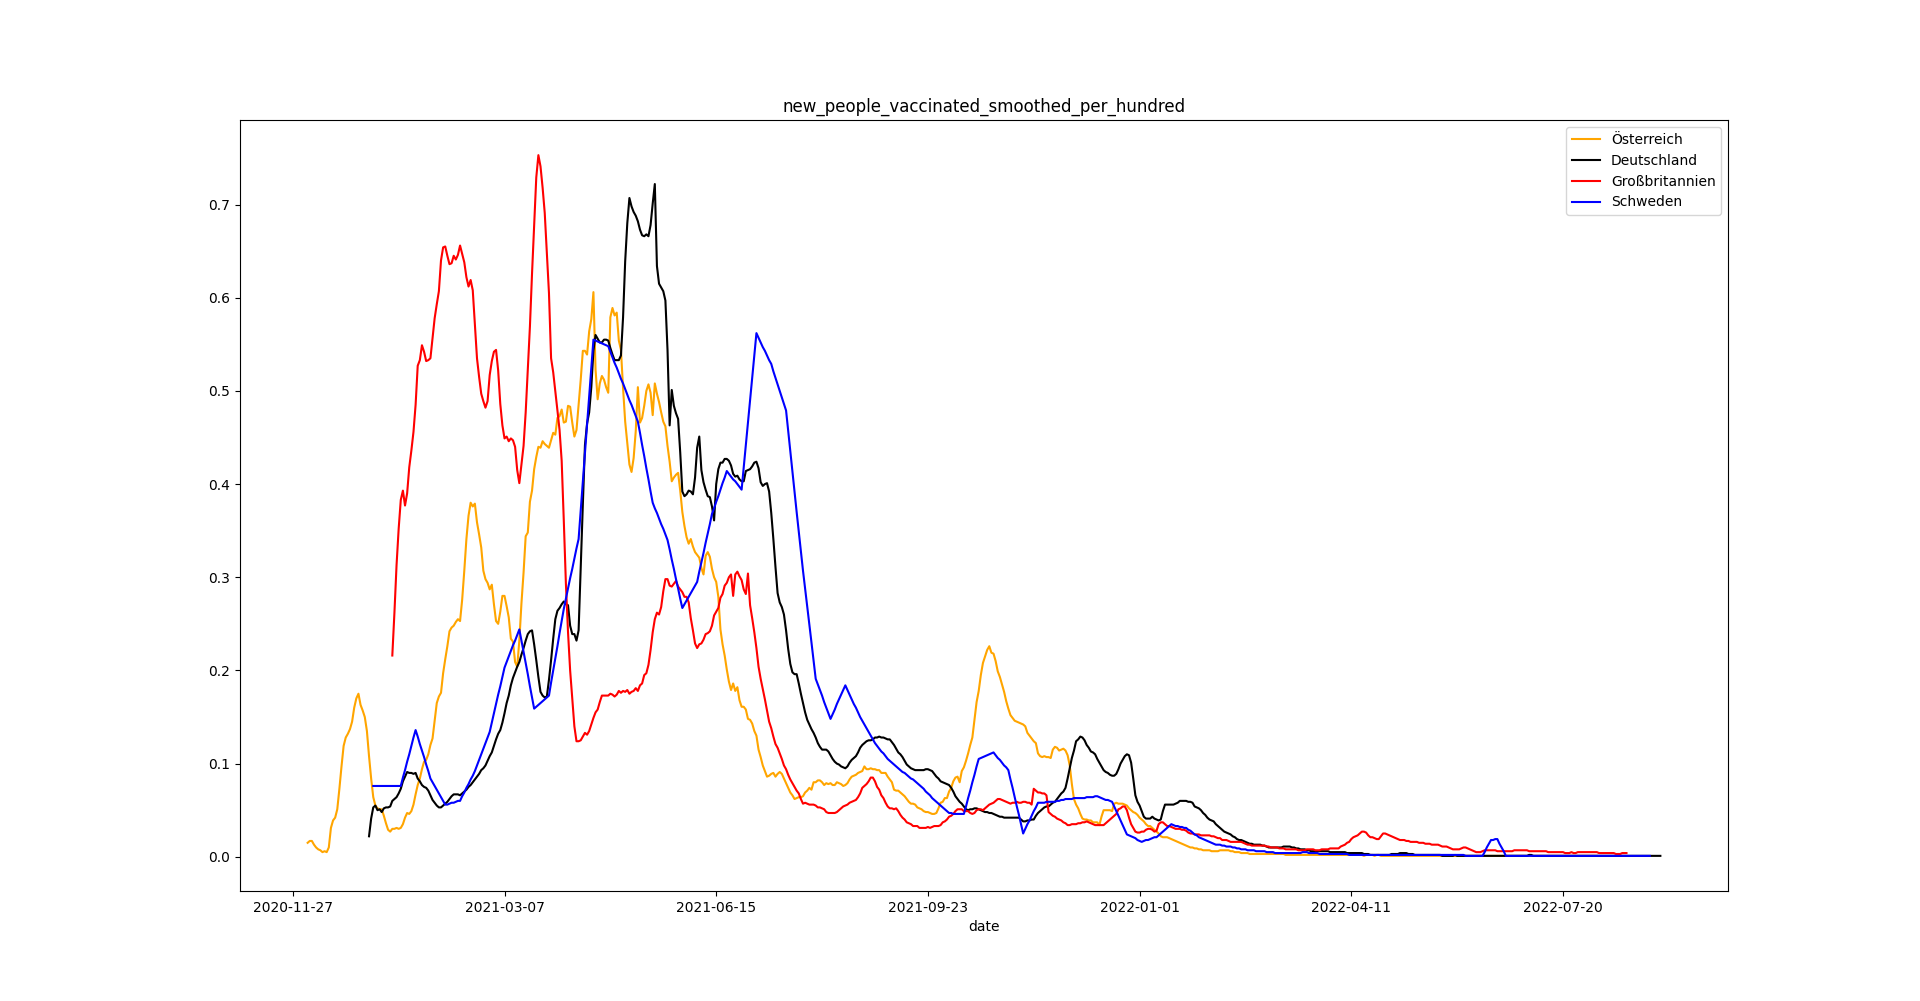 new_people_vaccinated_smoothed_per_hundred
Österreich
Deutschland
Großbritannien
Schweden
0.7
0.6
0.5
0.4
0.3
0.2
0.1
0.0
2020-11-27
2021-03-07
2021-06-15
2021-09-23
2022-01-01
2022-04-11
2022-07-20
date